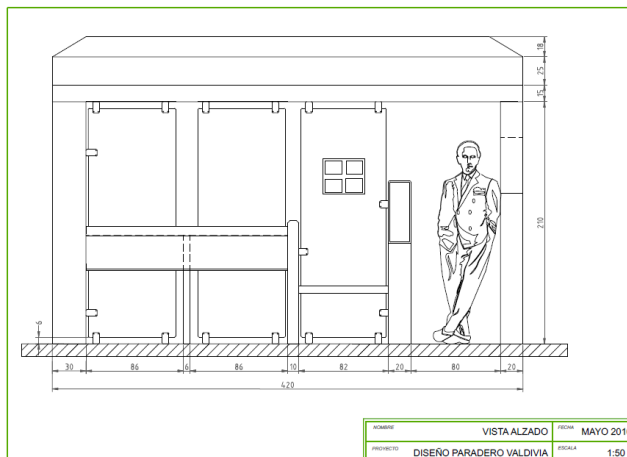 18
25
15
210
6
30 86 6 86 10 82 20 80 20
420
NOMBRE VISTA ALZADO FECHA MAYO 2010
PROYECTO DISEÑO PARADERO VALDIVIA ESCALA 1:50